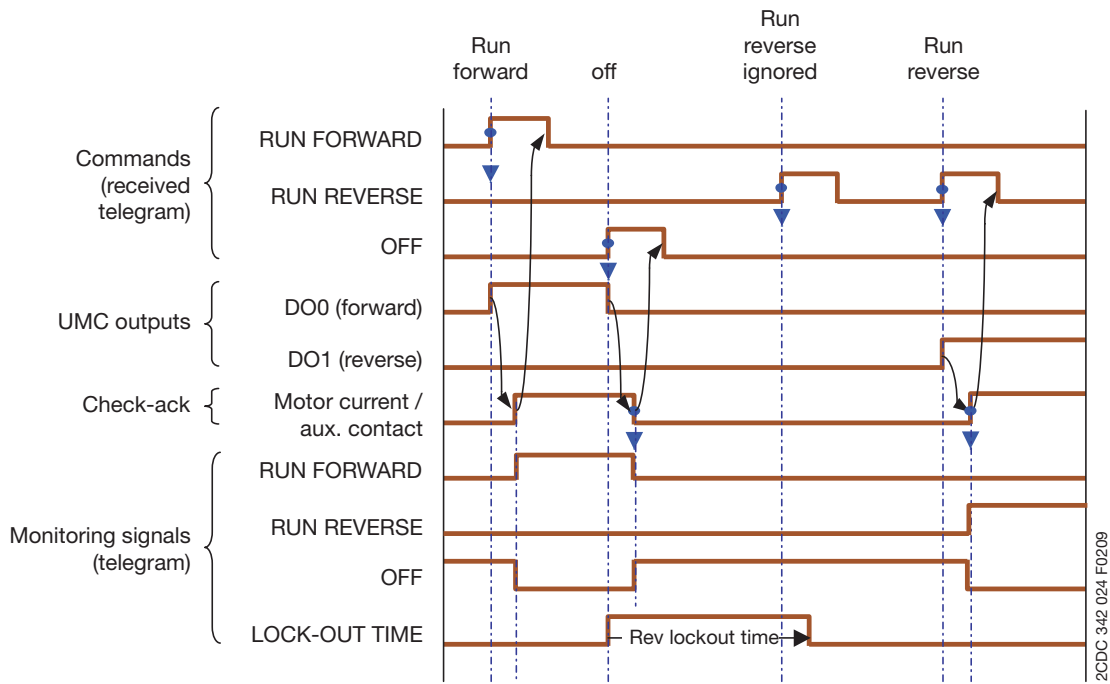 Run
forward
off
Run
reverse
ignored
Run
reverse
Commands
(received
telegram)
RUN FORWARD
RUN REVERSE
OFF
UMC outputs
DO0 (forward)
DO1 (reverse)
Check-ack
Motor current /
aux. contact
Monitoring signals
(telegram)
RUN FORWARD
RUN REVERSE
OFF
LOCK-OUT TIME
Rev lockout time
2CDC 342 024 F0209